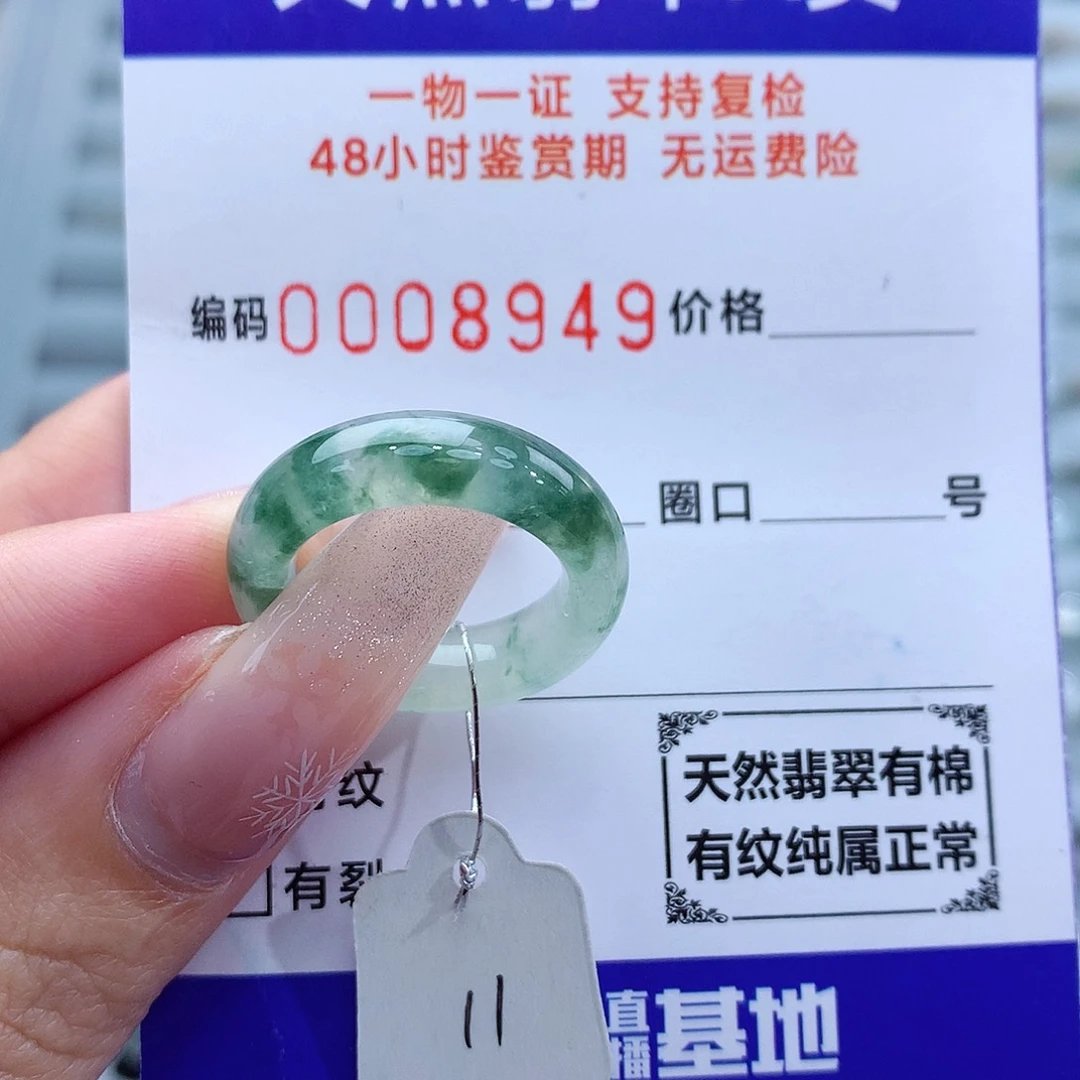 一物一证 支持复检
48小时鉴赏期 无运费险
编码0008949价格
圈口 号
纹
天然翡翠有棉
有纹纯属正常
有裂
11
直播基地